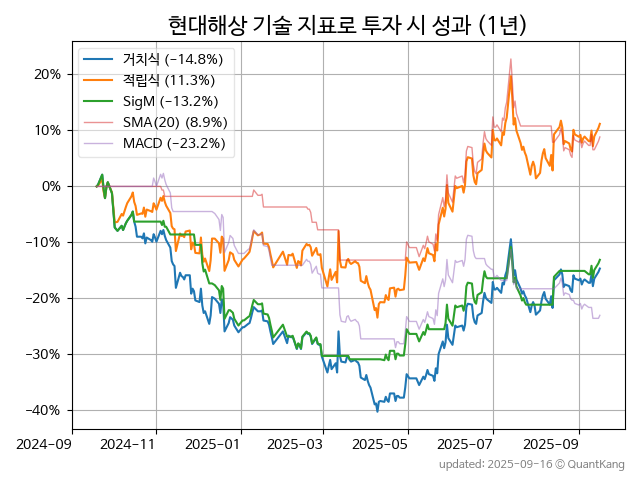 현대해상 기술 지표로 투자 시 성과 (1년)
거치식 (−14.8%)
적립식 (11.3%)
SigM (−13.2%)
SMA(20) (8.9%)
MACD (−23.2%)
20%
10%
0%
−10%
−20%
−30%
−40%
2024−09 2024−11 2025−01 2025−03 2025−05 2025−07 2025−09
updated: 2025−09−16 © QuantKang